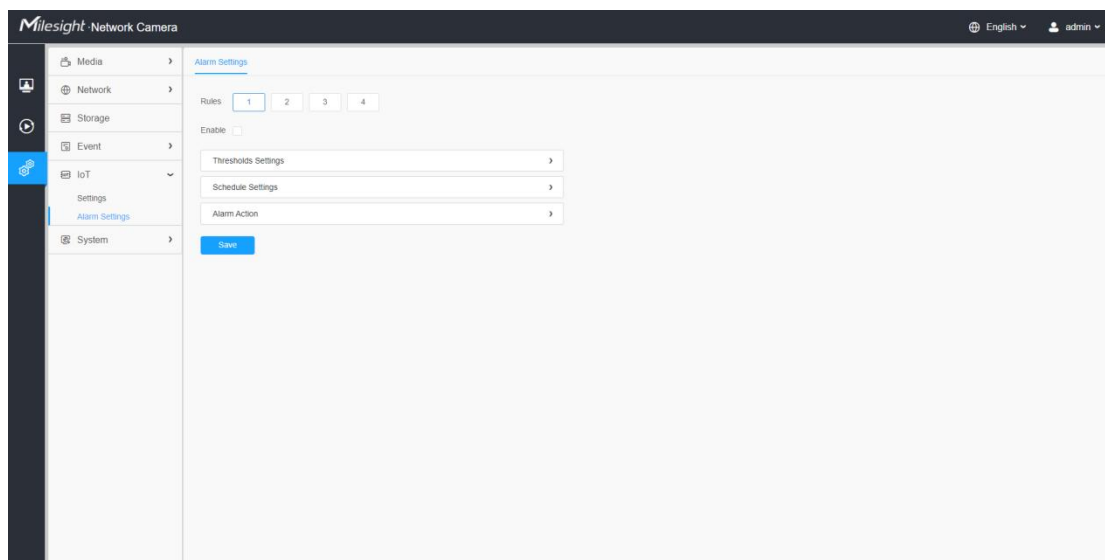 Milesight · Network Camera
English
admin
Media
Network
Storage
Event
IoT
Settings
Alarm Settings
System
Alarm Settings
Rules 1 2 3 4
Enable
Thresholds Settings
Schedule Settings
Alarm Action
Save